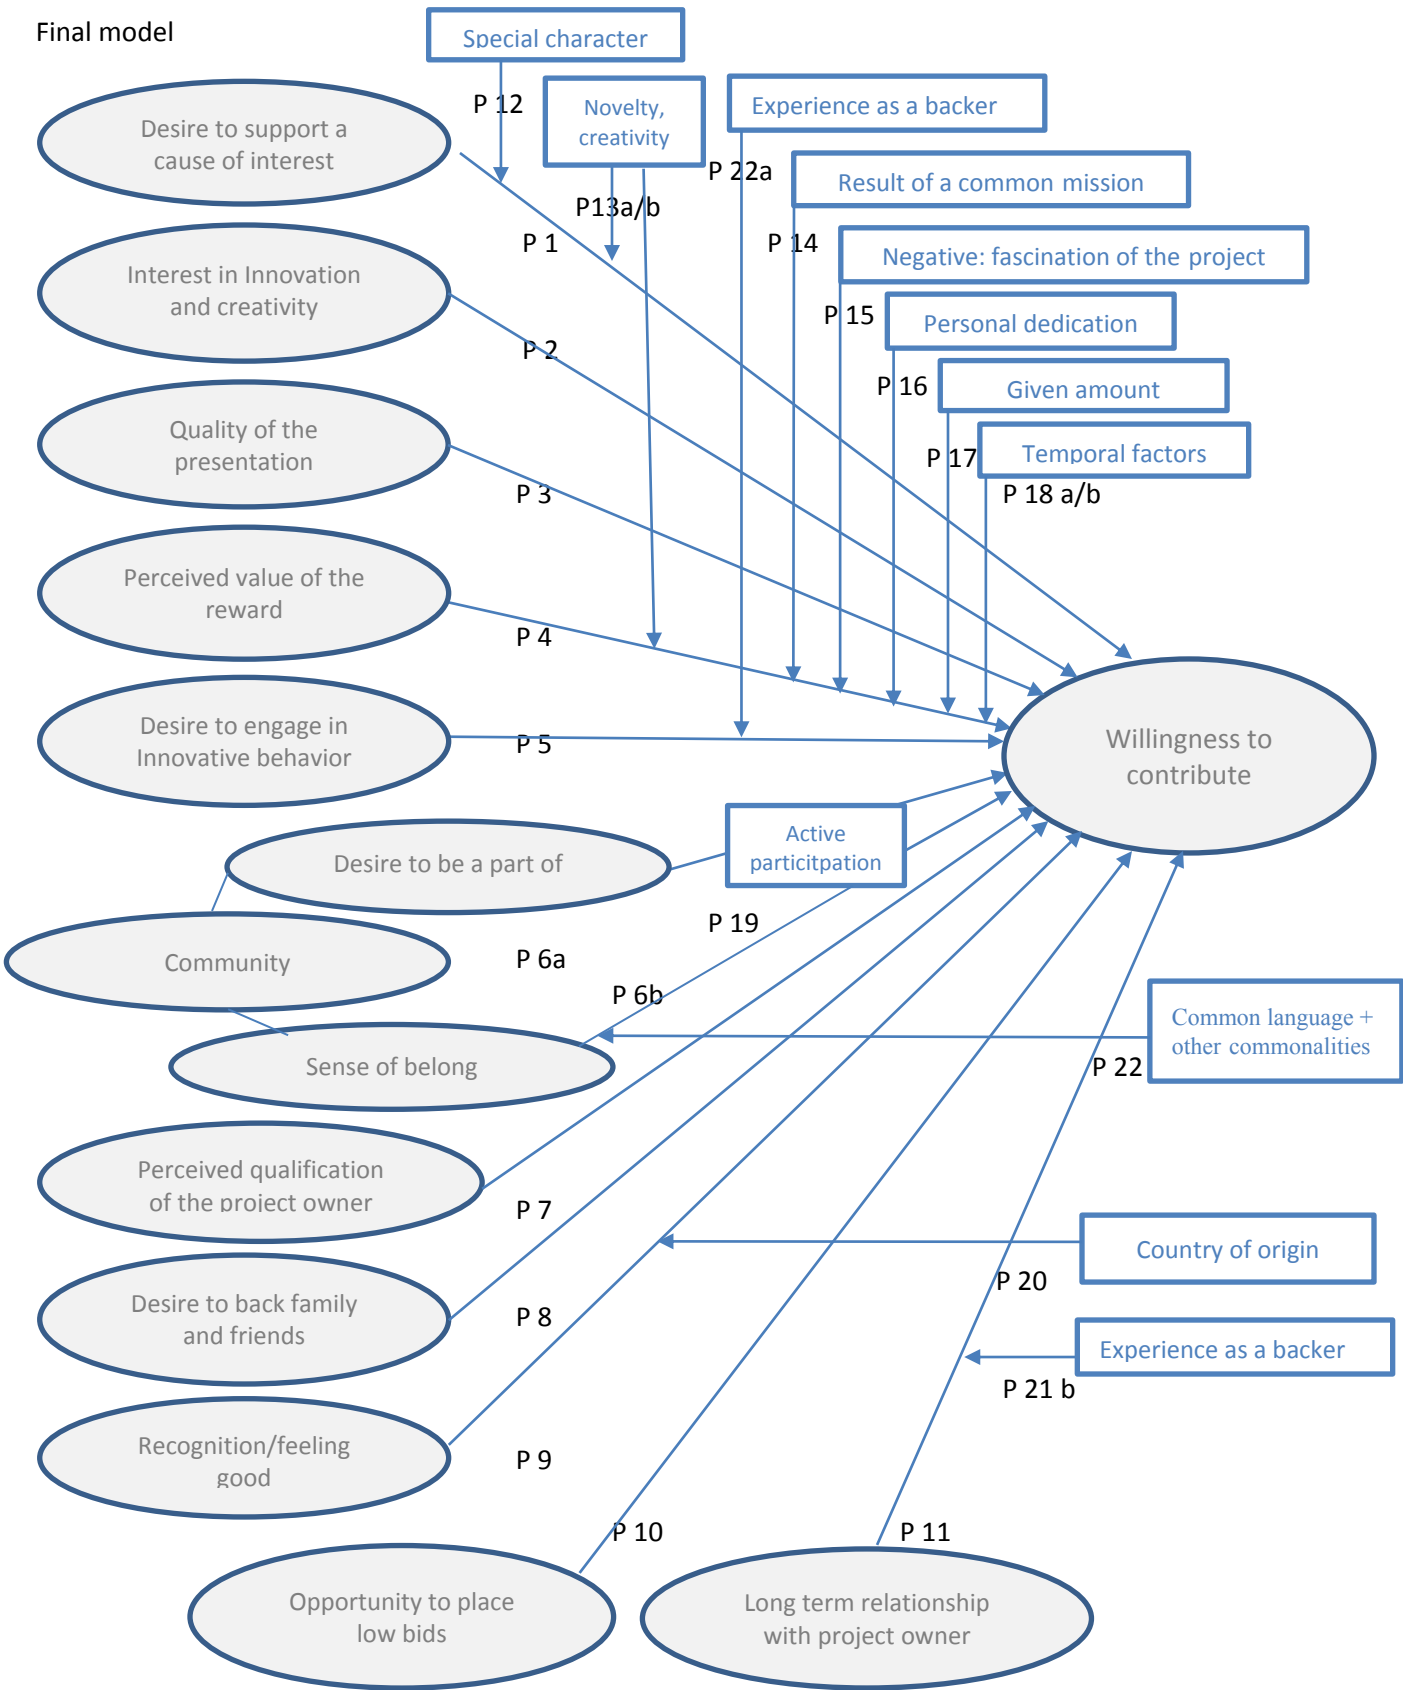 Final model
Special character
P 12
Novelty,
creativity
Experience as a backer
Desire to support a
cause of interest
P 22a
Result of a common mission
P13a/b
P 1
P 14
Negative: fascination of the project
Interest in Innovation
and creativity
P 15
Personal dedication
P 2
P 16
Given amount
Quality of the
presentation
P 17
Temporal factors
P 3
P 18 a/b
Perceived value of the
reward
P 4
Desire to engage in
Innovative behavior
P 5
Willingness to
contribute
Active
particitpation
Desire to be a part of
P 19
Community
P 6a
P 6b
Common language +
other commonalities
Sense of belong
P 22
Perceived qualification
of the project owner
P 7
Country of origin
P 20
Desire to back family
and friends
P 8
Experience as a backer
P 21 b
Recognition/feeling
good
P 9
P 10
P 11
Opportunity to place
low bids
Long term relationship
with project owner